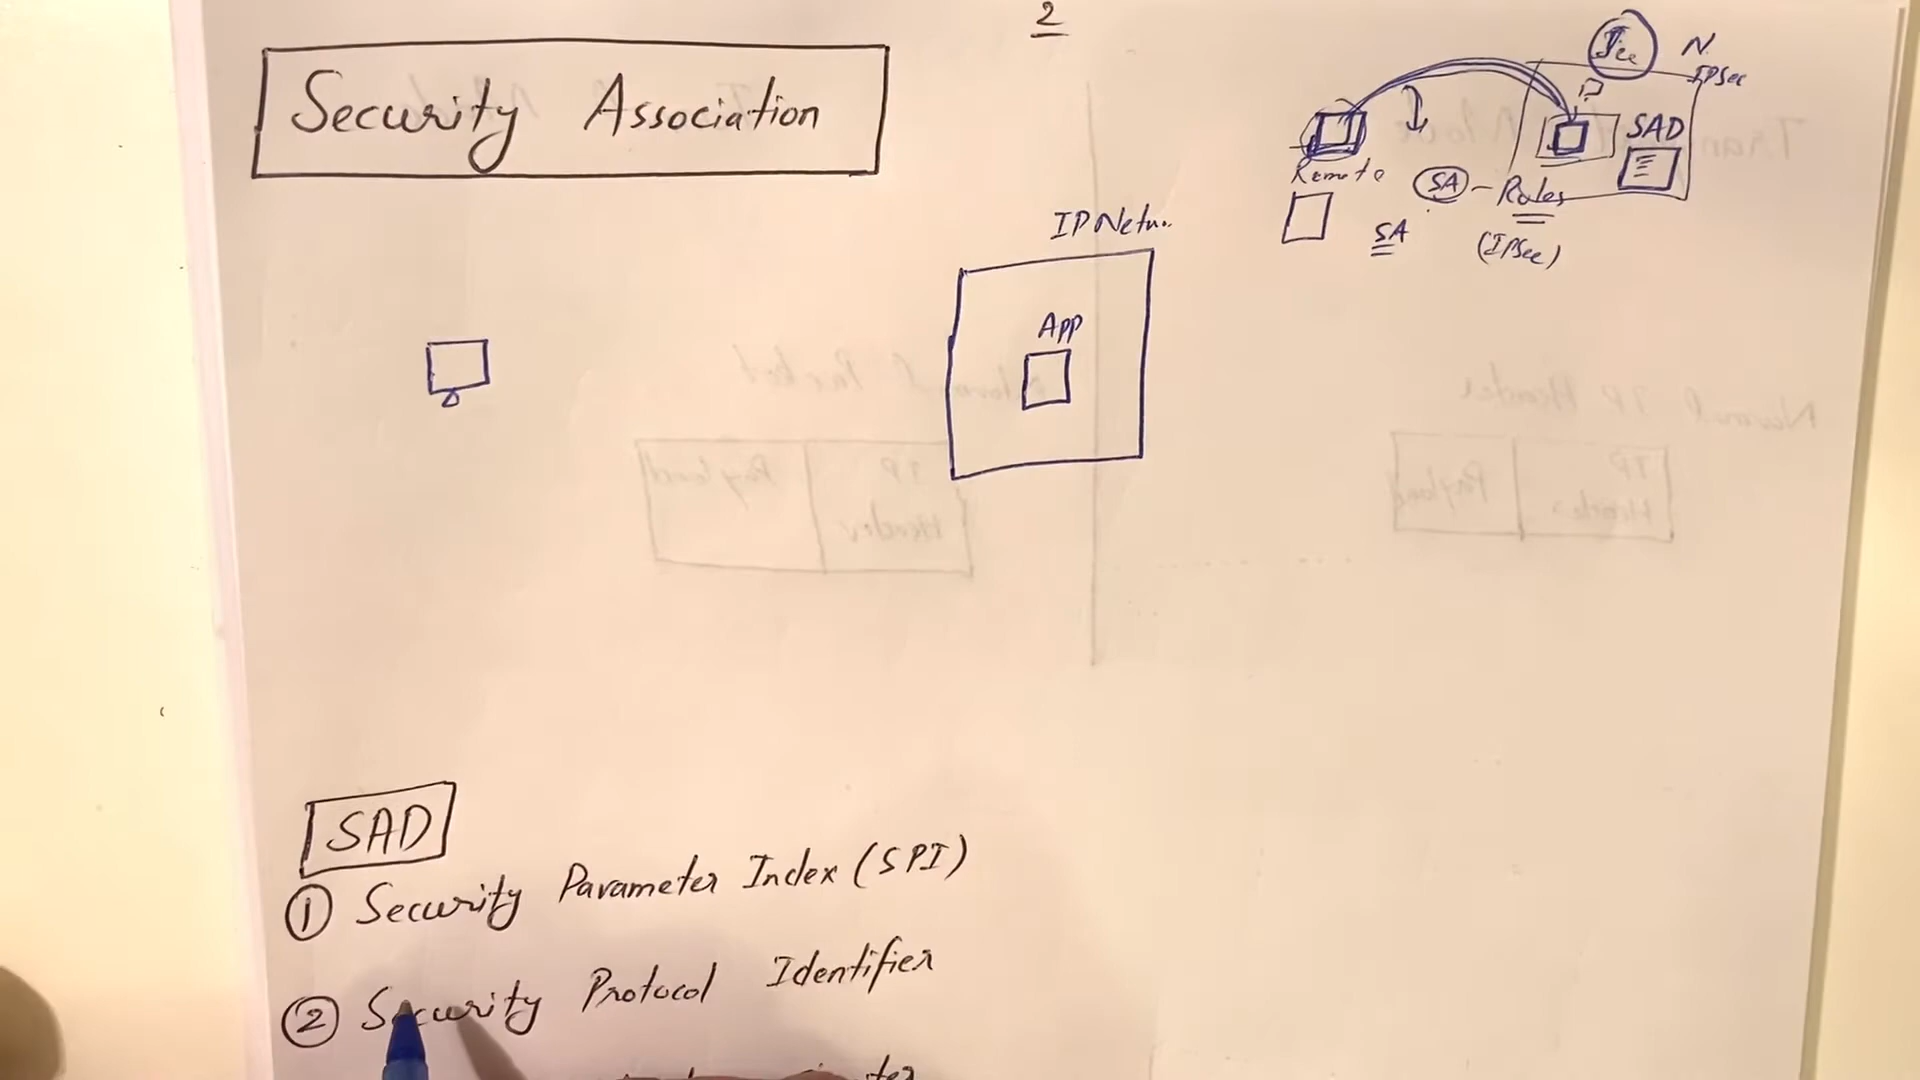 2
Security Association
N.
IPSec
SAD
Remote
SA - Rules
SA
(IPSec)
IP Netw..
App
SAD
1 Security Parameter Index (SPI)
2 Security Protocol Identifier